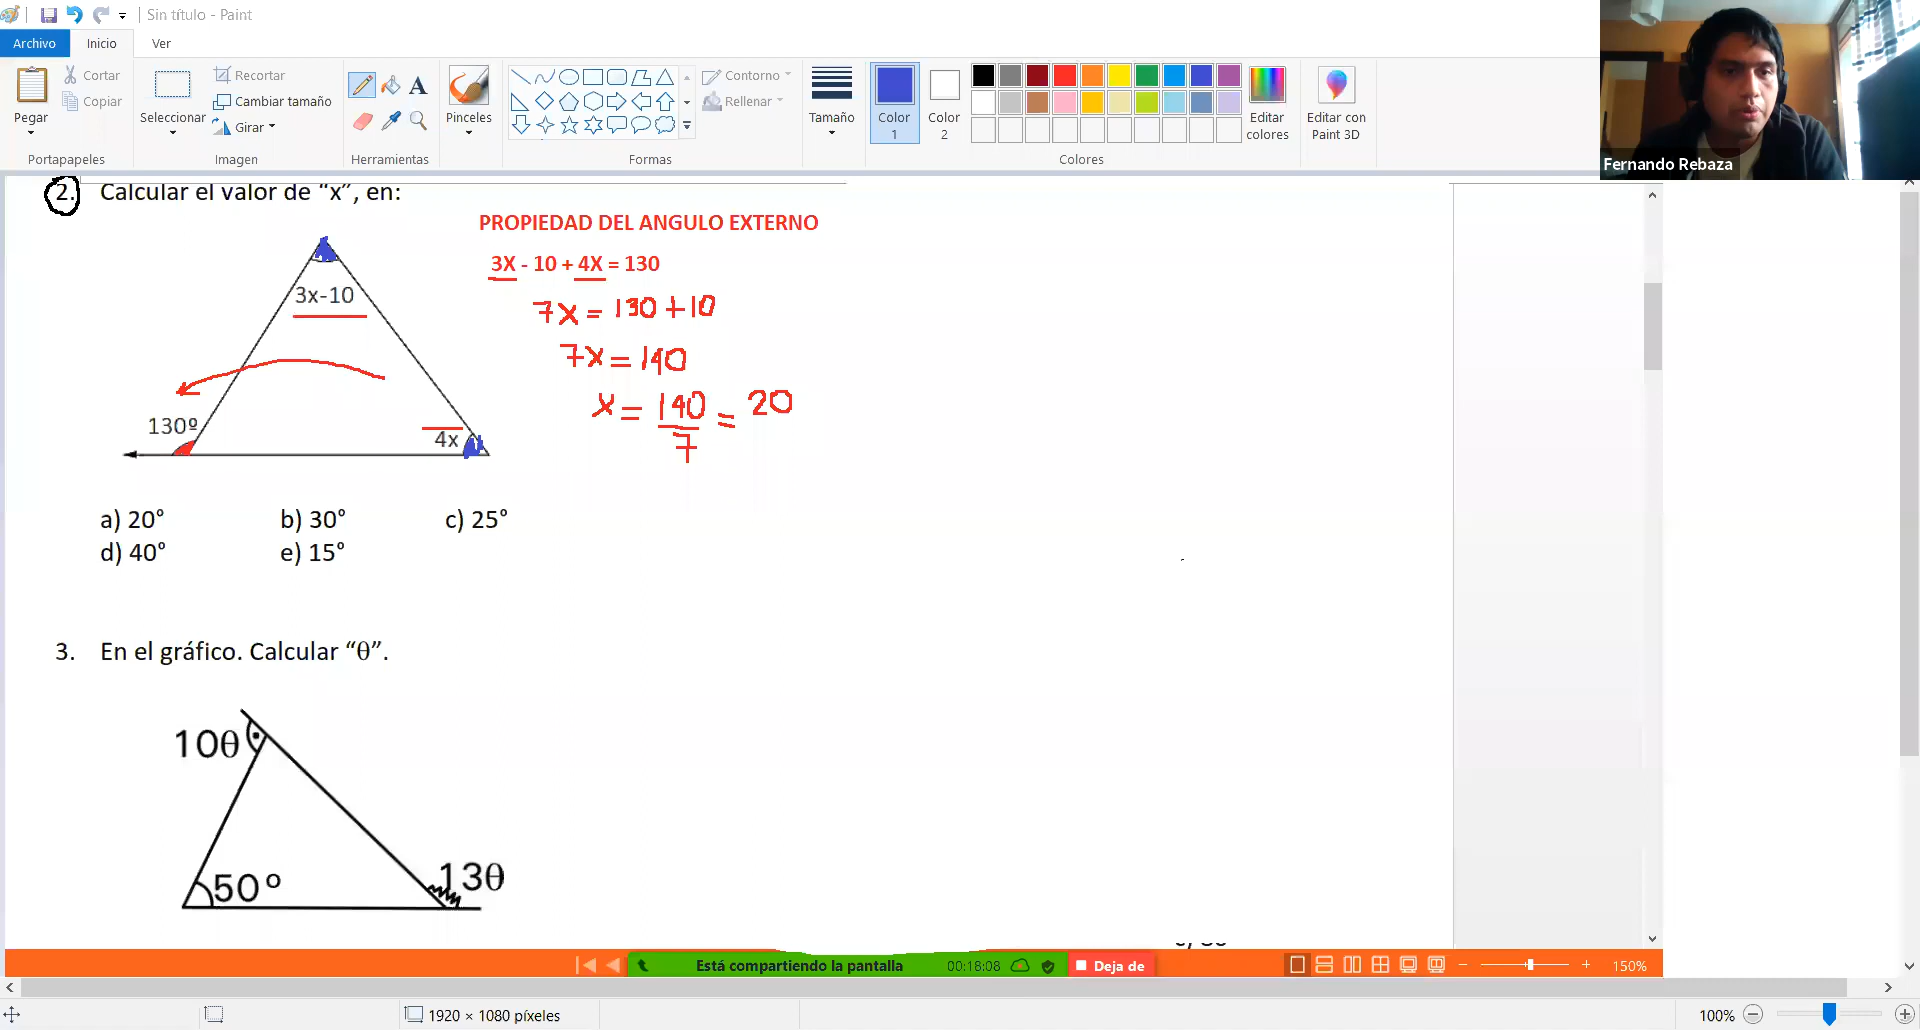 Sin título - Paint
Archivo Inicio Ver
Pegar
Cortar
Copiar
Portapapeles
Seleccionar
Recortar
Cambiar tamaño
Girar
Imagen
A
Herramientas
Pinceles
Contorno
Rellenar
Formas
Tamaño
Color 1
Color 2
Editar colores
Editar con Paint 3D
Colores
Fernando Rebaza
2. Calcular el valor de “x”, en:
PROPIEDAD DEL ANGULO EXTERNO
3X - 10 + 4X = 130
7x = 130 + 10
7x = 140
x = 140/7 = 20
3x-10
130º
4x
a) 20° b) 30° c) 25°
d) 40° e) 15°
3. En el gráfico. Calcular “θ”.
10θ
50º
13θ
Está compartiendo la pantalla 00:18:08 Deja de
150%
1920 × 1080 píxeles
100%